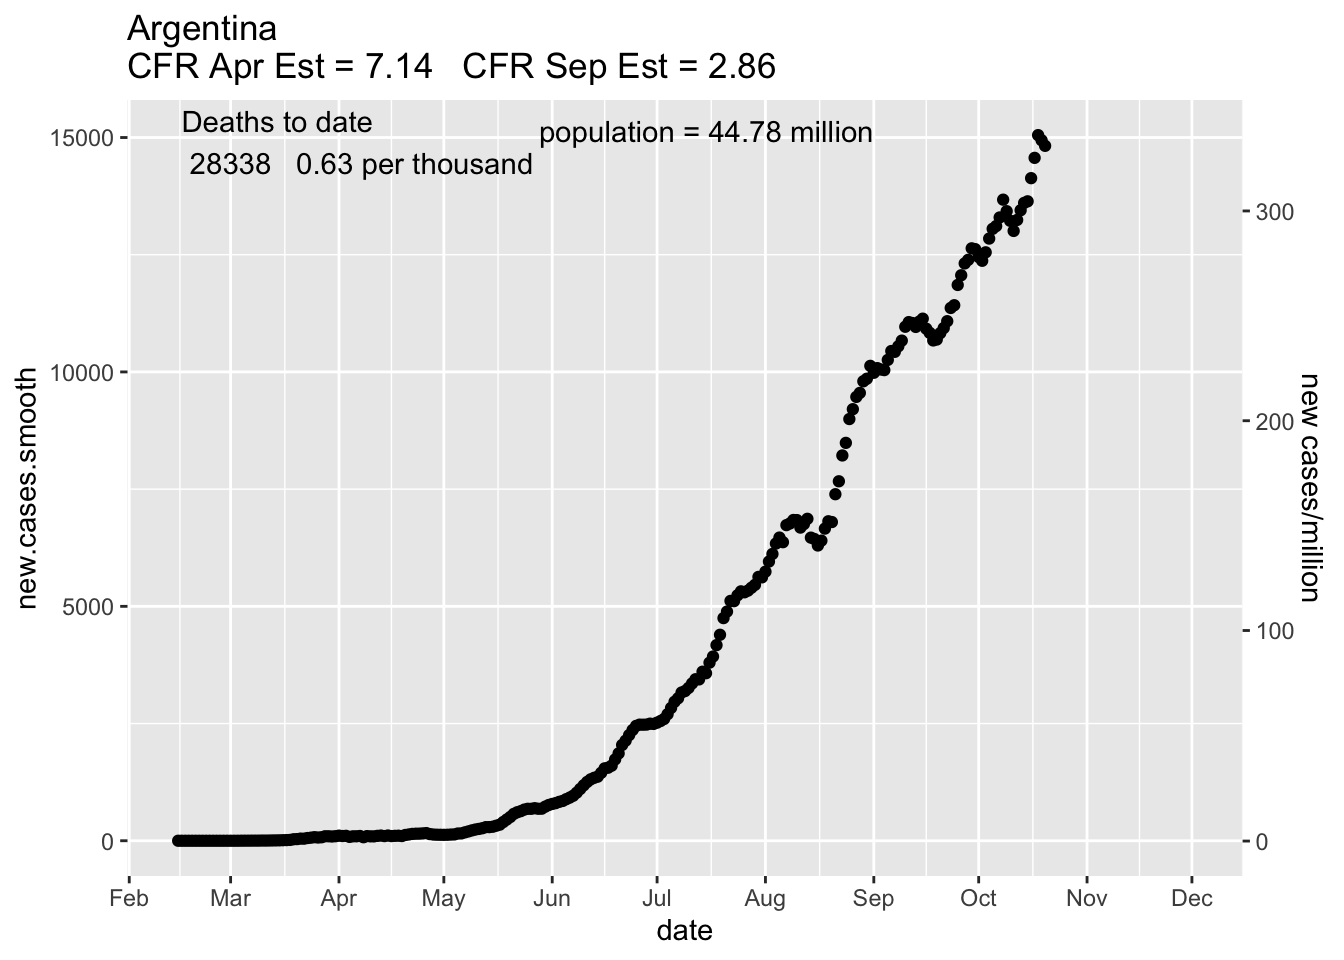 Argentina
CFR Apr Est = 7.14   CFR Sep Est = 2.86
Deaths to date
28338   0.63 per thousand
population = 44.78 million
15000
10000
5000
0
new.cases.smooth
300
200
100
0
new cases/million
Feb Mar Apr May Jun Jul Aug Sep Oct Nov Dec
date